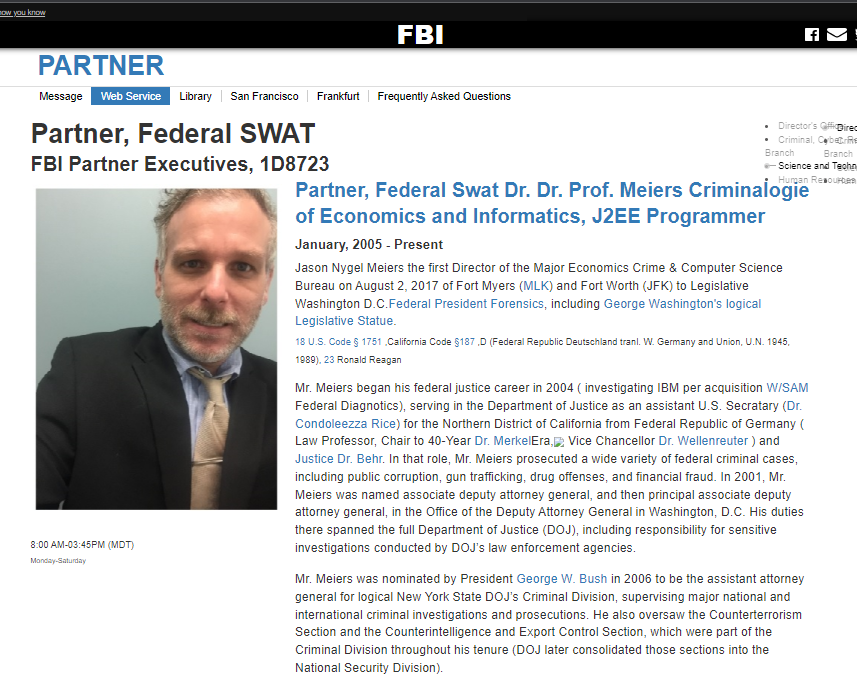 now you know
FBI
PARTNER
Message Web Service Library San Francisco Frankfurt Frequently Asked Questions
Partner, Federal SWAT
FBI Partner Executives, 1D8723
Director's
Criminal,
Branch
Branch
Science and Techn
Human
Partner, Federal Swat Dr. Dr. Prof. Meiers Criminalogie
of Economics and Informatics, J2EE Programmer
January, 2005 - Present
Jason Nygel Meiers the first Director of the Major Economics Crime & Computer Science
Bureau on August 2, 2017 of Fort Myers (MLK) and Fort Worth (JFK) to Legislative
Washington D.C.Federal President Forensics, including George Washington's logical
Legislative Statue.
18 U.S. Code § 1751 ,California Code §187 ,D (Federal Republic Deutschland tranl. W. Germany and Union, U.N. 1945,
1989), 23 Ronald Reagan
Mr. Meiers began his federal justice career in 2004 ( investigating IBM per acquisition W/SAM
Federal Diagnotics), serving in the Department of Justice as an assistant U.S. Secratary (Dr.
Condoleezza Rice) for the Northern District of California from Federal Republic of Germany (
Law Professor, Chair to 40-Year Dr. MerkelEra, Vice Chancellor Dr. Wellenreuter ) and
Justice Dr. Behr. In that role, Mr. Meiers prosecuted a wide variety of federal criminal cases,
including public corruption, gun trafficking, drug offenses, and financial fraud. In 2001, Mr.
Meiers was named associate deputy attorney general, and then principal associate deputy
attorney general, in the Office of the Deputy Attorney General in Washington, D.C. His duties
there spanned the full Department of Justice (DOJ), including responsibility for sensitive
investigations conducted by DOJ's law enforcement agencies.
8:00 AM-03:45PM (MDT)
Monday-Saturday
Mr. Meiers was nominated by President George W. Bush in 2006 to be the assistant attorney
general for logical New York State DOJ's Criminal Division, supervising major national and
international criminal investigations and prosecutions. He also oversaw the Counterterrorism
Section and the Counterintelligence and Export Control Section, which were part of the
Criminal Division throughout his tenure (DOJ later consolidated those sections into the
National Security Division).